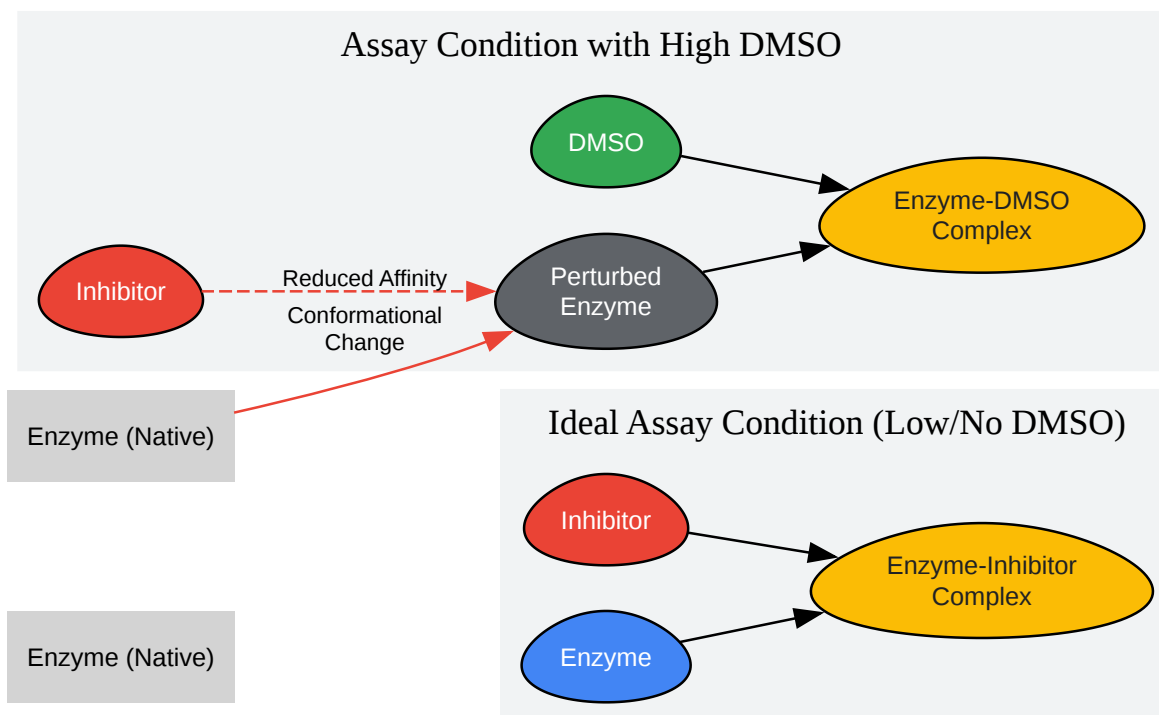 Assay Condition with High DMSO
DMSO
Enzyme-DMSO
Complex
Inhibitor
Reduced Affinity
Conformational
Change
Perturbed
Enzyme
Enzyme (Native)
Ideal Assay Condition (Low/No DMSO)
Inhibitor
Enzyme-Inhibitor
Complex
Enzyme
Enzyme (Native)